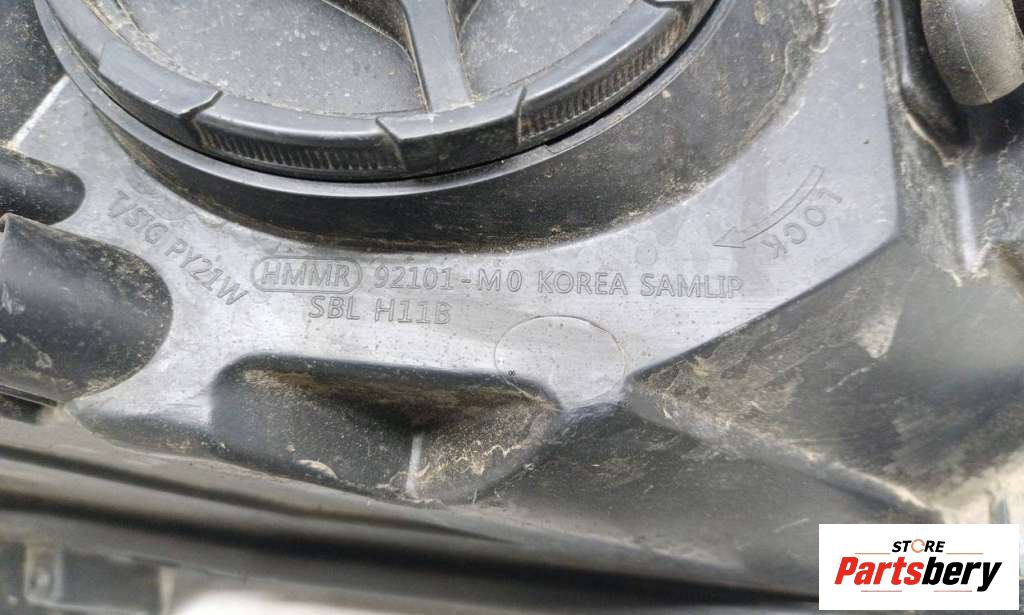 T/SIG PY21W
HMMR 92101-M0 KOREA SAMLIP
SBL H11B
LOCK
STORE
Partsbery